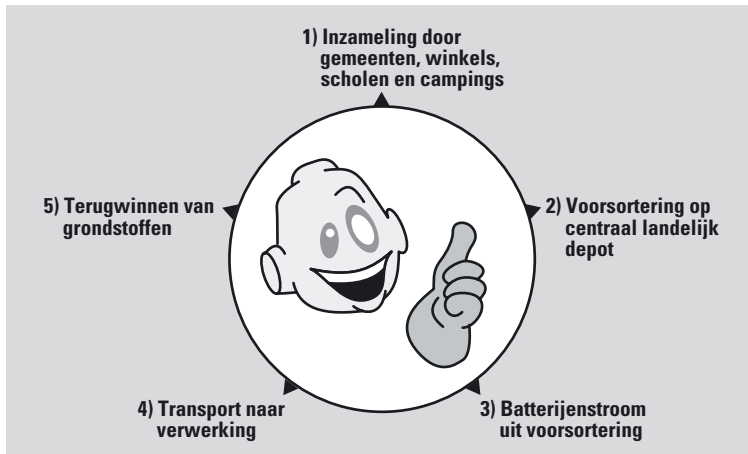 1) Inzameling door
gemeenten, winkels,
scholen en campings
2) Voorsortering op
centraal landelijk
depot
3) Batterijenstroom
uit voorsortering
4) Transport naar
verwerking
5) Terugwinnen van
grondstoffen